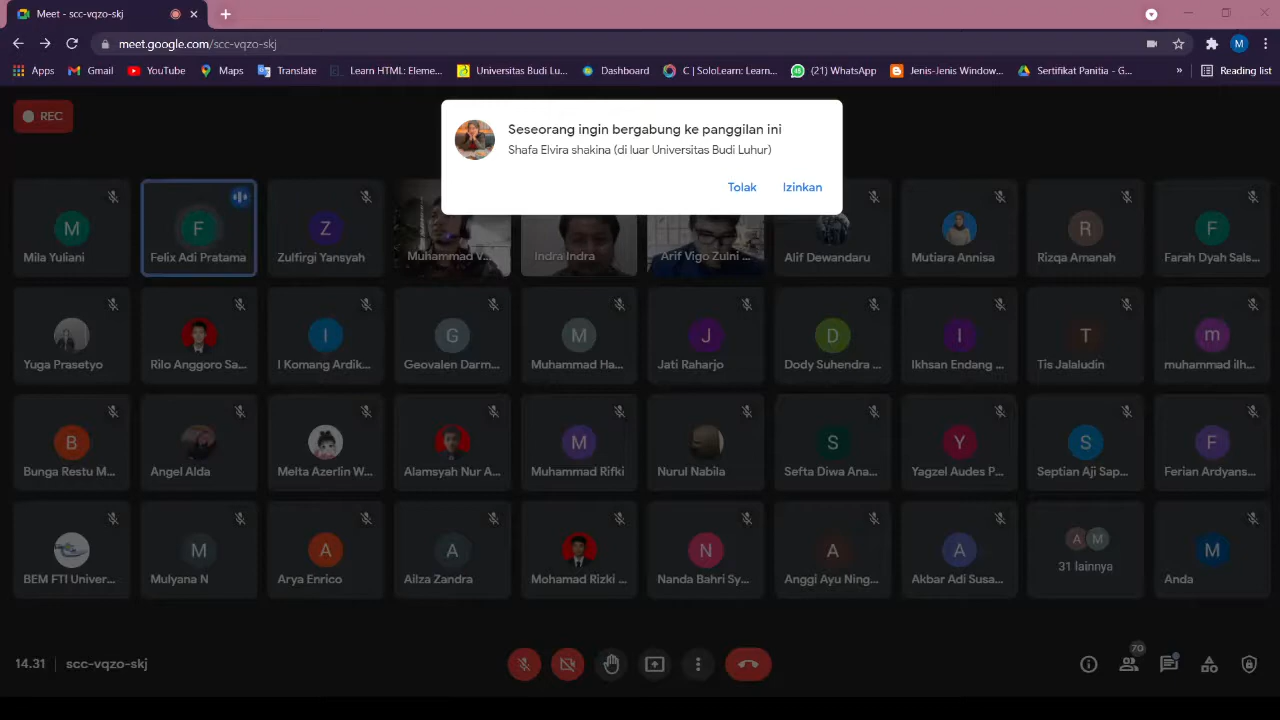 Meet - scc-vqzo-skj
meet.google.com/scc-vqzo-skj
M
Apps
Gmail
YouTube
Maps
Translate
Learn HTML: Eleme...
Universitas Budi Lu...
Dashboard
C | SoloLearn: Learn...
(21) WhatsApp
Jenis-Jenis Window...
Sertifikat Panitia - G...
»
Reading list
REC
Seseorang ingin bergabung ke panggilan ini
Shafa Elvira shakina (di luar Universitas Budi Luhur)
Tolak
Izinkan
M
Mila Yuliani
F
Felix Adi Pratama
Z
Zulfirgi Yansyah
Muhammad V...
Indra Indra
Arif Vigo Zulni ...
Alif Dewandaru
Mutiara Annisa
R
Rizqa Amanah
F
Farah Dyah Sals...
Yuga Prasetyo
Rilo Anggoro Sa...
I
I Komang Ardik...
G
Geovalen Darm...
M
Muhammad Ha...
J
Jati Raharjo
D
Dody Suhendra ...
I
Ikhsan Endang ...
T
Tis Jalaludin
m
muhammad ilh...
B
Bunga Restu M...
Angel Alda
Melta Azerlin W...
Alamsyah Nur A...
M
Muhammad Rifki
Nurul Nabila
S
Sefta Diwa Ana...
Y
Yagzel Audes P...
S
Septian Aji Sap...
F
Ferian Ardyans...
BEM FTI Univer...
M
Mulyana N
A
Arya Enrico
A
Ailza Zandra
Mohamad Rizki ...
N
Nanda Bahri Sy...
A
Anggi Ayu Ning...
A
Akbar Adi Susa...
A M
31 lainnya
M
Anda
14.31 | scc-vqzo-skj
70